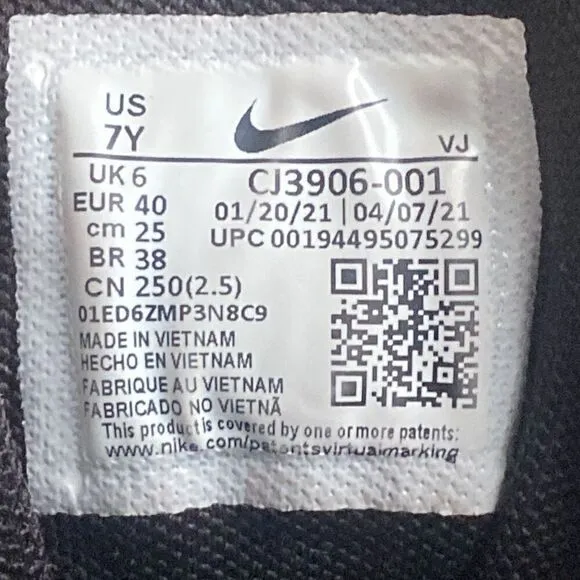 US
7Y
VJ
UK 6
EUR 40
cm 25
BR 38
CN 250(2.5)
CJ3906-001
01/20/21 | 04/07/21
UPC 00194495075299
01ED6ZMP3N8C9
MADE IN VIETNAM
HECHO EN VIETNAM
FABRIQUE AU VIETNAM
FABRICADO NO VIETNÃ
This product is covered by one or more patents:
www.nike.com/patentsvirtualmarking